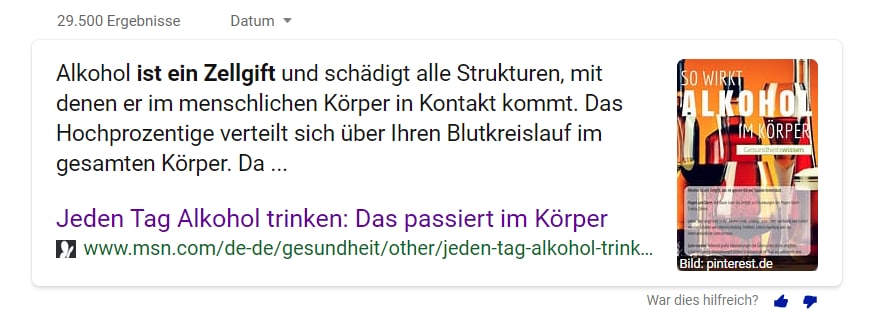 29.500 Ergebnisse Datum
Alkohol ist ein Zellgift und schädigt alle Strukturen, mit
denen er im menschlichen Körper in Kontakt kommt. Das
Hochprozentige verteilt sich über Ihren Blutkreislauf im
gesamten Körper. Da ...
Jeden Tag Alkohol trinken: Das passiert im Körper
www.msn.com/de-de/gesundheit/other/jeden-tag-alkohol-trink...
SO WIRKT
ALKOHOL
IM KÖRPER
Gesundheitswissen
Bild: pinterest.de
War dies hilfreich?